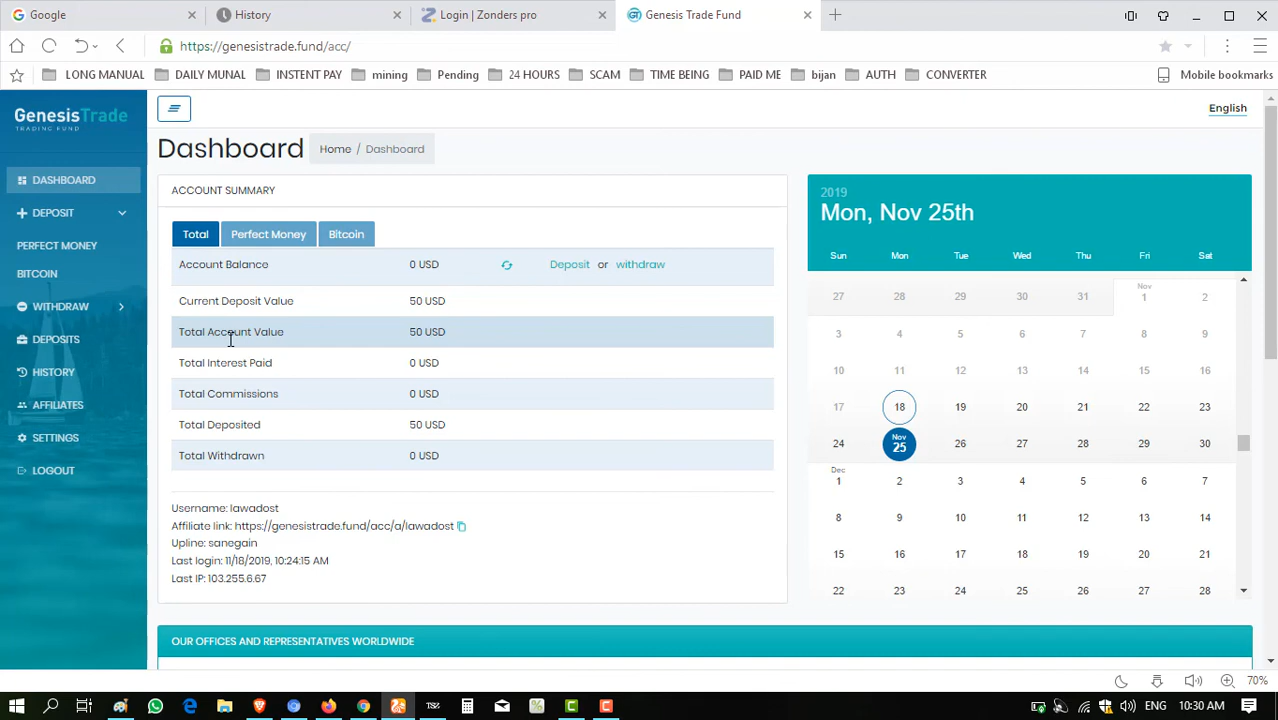 Google
History
Login | Zonders pro
Genesis Trade Fund
https://genesistrade.fund/acc/
LONG MANUAL
DAILY MUNAL
INSTENT PAY
mining
Pending
24 HOURS
SCAM
TIME BEING
PAID ME
bijan
AUTH
CONVERTER
Mobile bookmarks
GenesisTrade
TRADING FUND
DASHBOARD
DEPOSIT
PERFECT MONEY
BITCOIN
WITHDRAW
DEPOSITS
HISTORY
AFFILIATES
SETTINGS
LOGOUT
English
Dashboard
Home / Dashboard
ACCOUNT SUMMARY
Total Perfect Money Bitcoin
Account Balance 0 USD Deposit or withdraw
Current Deposit Value 50 USD
Total Account Value 50 USD
Total Interest Paid 0 USD
Total Commissions 0 USD
Total Deposited 50 USD
Total Withdrawn 0 USD
Username: lawadost
Affiliate link: https://genesistrade.fund/acc/a/lawadost
Upline: sanegain
Last login: 11/18/2019, 10:24:15 AM
Last IP: 103.255.6.67
2019
Mon, Nov 25th
Sun Mon Tue Wed Thu Fri Sat
27 28 29 30 31 Nov 1 2
3 4 5 6 7 8 9
10 11 12 13 14 15 16
17 18 19 20 21 22 23
24 Nov 25 26 27 28 29 30
Dec 1 2 3 4 5 6 7
8 9 10 11 12 13 14
15 16 17 18 19 20 21
22 23 24 25 26 27 28
OUR OFFICES AND REPRESENTATIVES WORLDWIDE
70%
ENG 10:30 AM